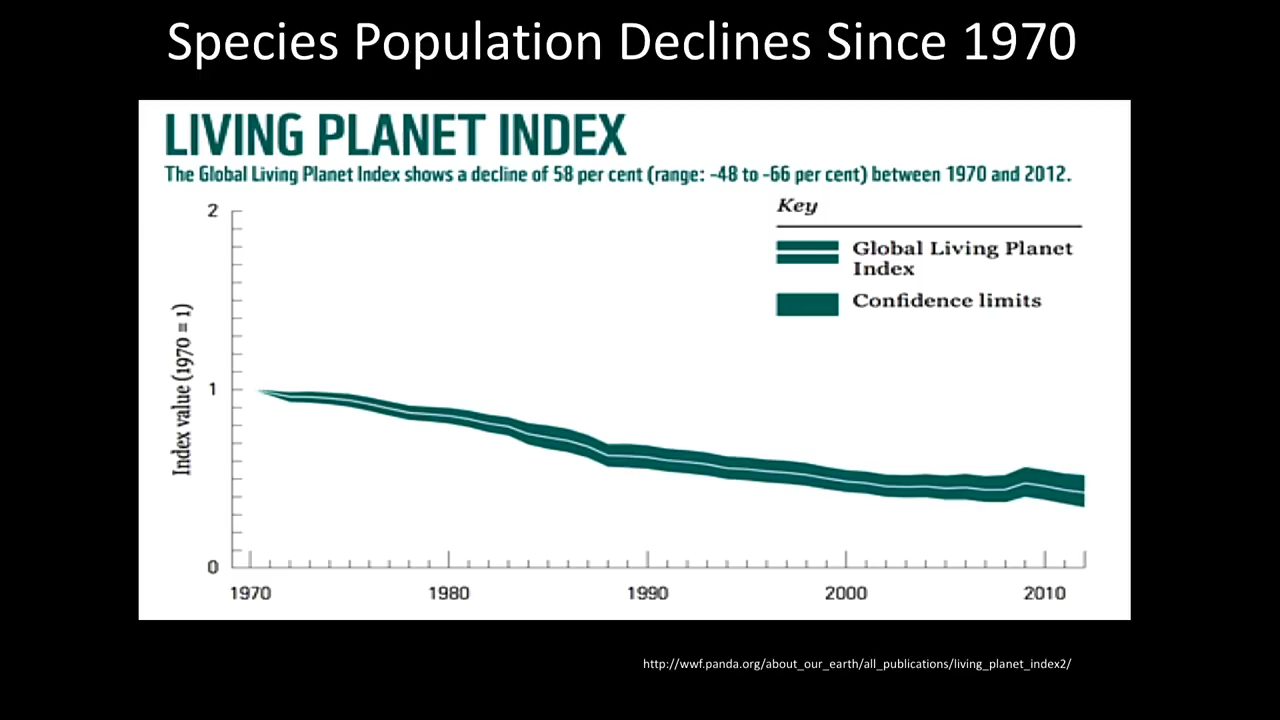 Species Population Declines Since 1970
LIVING PLANET INDEX
The Global Living Planet Index shows a decline of 58 per cent (range: -48 to -66 per cent) between 1970 and 2012.
Key
Global Living Planet
Index
Confidence limits
Index value (1970 = 1)
2
1
0
1970 1980 1990 2000 2010
http://wwf.panda.org/about_our_earth/all_publications/living_planet_index2/